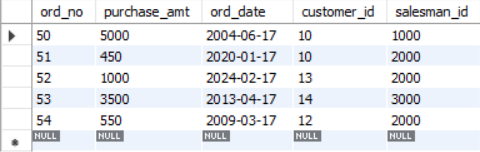 ord_no purchase_amt ord_date customer_id salesman_id
50 5000 2004-06-17 10 1000
51 450 2020-01-17 10 2000
52 1000 2024-02-17 13 2000
53 3500 2013-04-17 14 3000
54 550 2009-03-17 12 2000
NULL NULL NULL NULL NULL